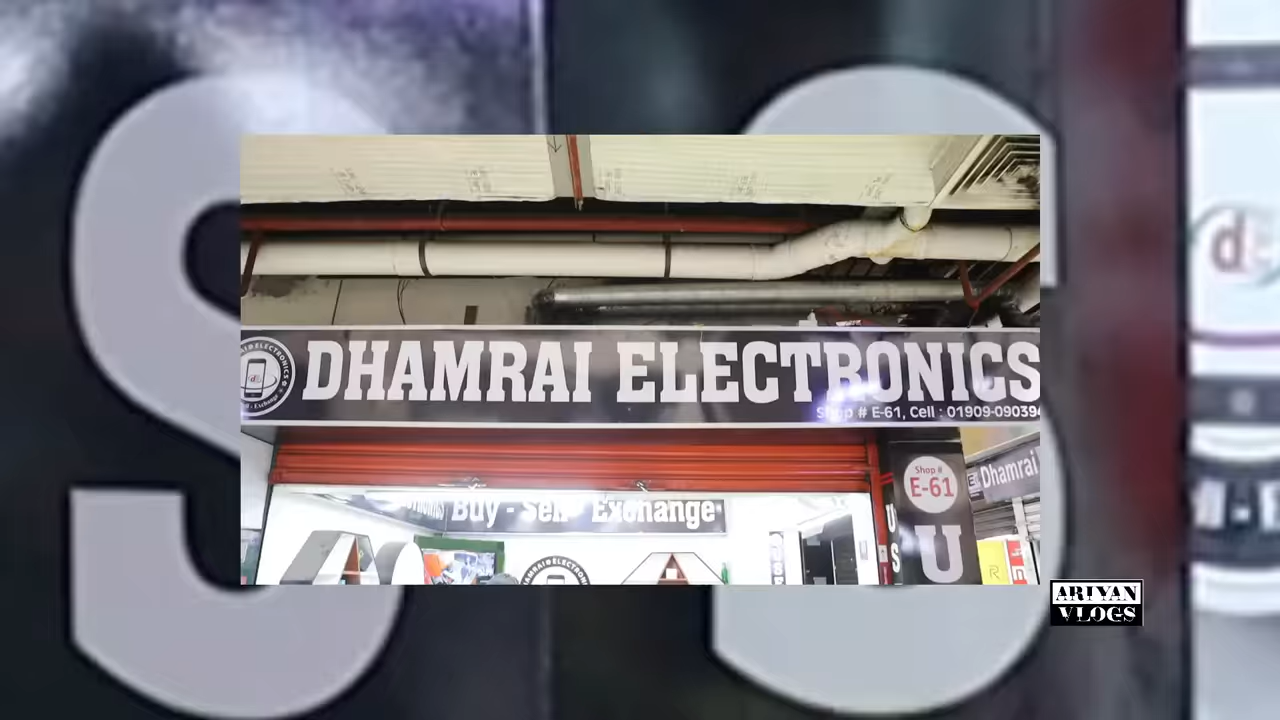 DHAMRAI ELECTRONICS
Shop # E-61, Cell : 01909-09039
Buy - Sell - Exchange
Shop #
E-61
U
Dhamrai
U
S
ARIYAN
VLOGS